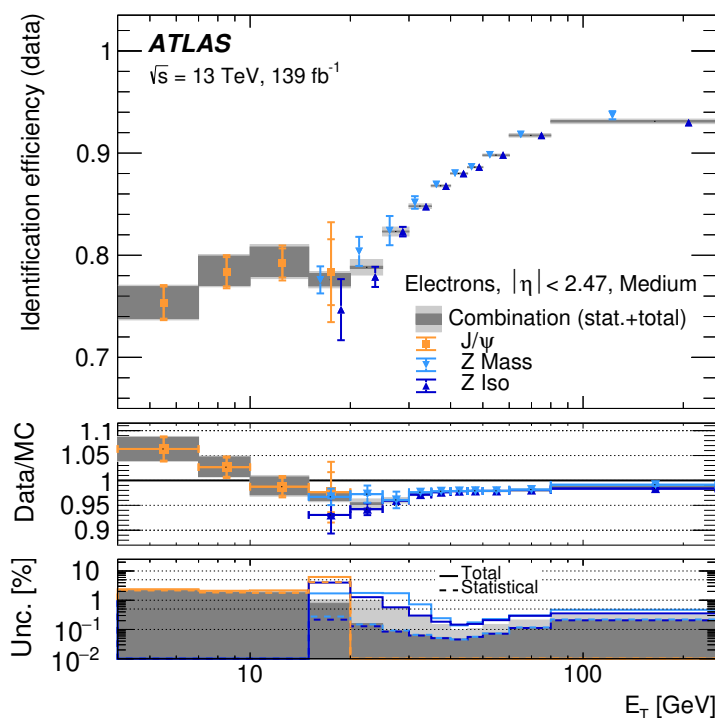 ATLAS
√s = 13 TeV, 139 fb⁻¹
Identification efficiency (data)
1
0.9
0.8
0.7
Electrons, |η| < 2.47, Medium
Combination (stat.+total)
J/ψ
Z Mass
Z Iso
Data/MC
1.1
1.05
1
0.95
0.9
Unc. [%]
10
1
10⁻¹
10⁻²
Total
Statistical
10
10²
E_T [GeV]